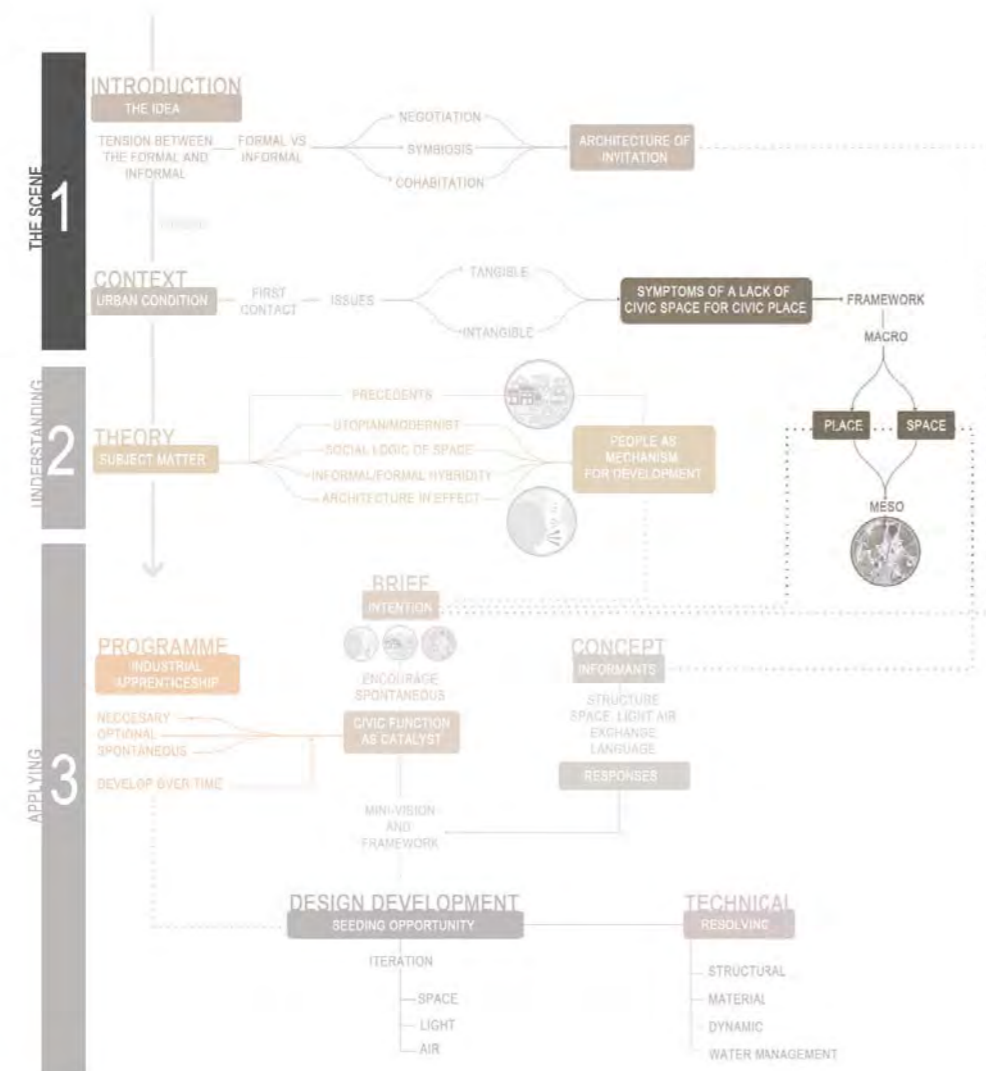 THE SCENE
1
INTRODUCTION
THE IDEA
TENSION BETWEEN
THE FORMAL AND
INFORMAL
FORMAL VS
INFORMAL
NEGOTIATION
SYMBIOSIS
COHABITATION
ARCHITECTURE OF
INVITATION
CONTEXT
URBAN CONDITION
FIRST
CONTACT
ISSUES
TANGIBLE
INTANGIBLE
SYMPTOMS OF A LACK OF
CIVIC SPACE FOR CIVIC PLACE
FRAMEWORK
MACRO
PLACE
SPACE
MESO
UNDERSTANDING
2
THEORY
SUBJECT MATTER
PRECEDENTS
UTOPIAN/MODERNIST
SOCIAL LOGIC OF SPACE
INFORMAL/FORMAL HYBRIDITY
ARCHITECTURE IN EFFECT
PEOPLE AS
MECHANISM
FOR DEVELOPMENT
APPLYING
3
BRIEF
INTENTION
ENCOURAGE
SPONTANEOUS
CIVIC FUNCTION
AS CATALYST
PROGRAMME
INDUSTRIAL
APPRENTICESHIP
NECCESARY
OPTIONAL
SPONTANEOUS
DEVELOP OVER TIME
CONCEPT
INFORMANTS
STRUCTURE
SPACE, LIGHT AIR
EXCHANGE
LANGUAGE
RESPONSES
MINI-VISION
AND
FRAMEWORK
DESIGN DEVELOPMENT
SEEDING OPPORTUNITY
ITERATION
SPACE
LIGHT
AIR
TECHNICAL
RESOLVING
STRUCTURAL
MATERIAL
DYNAMIC
WATER MANAGEMENT